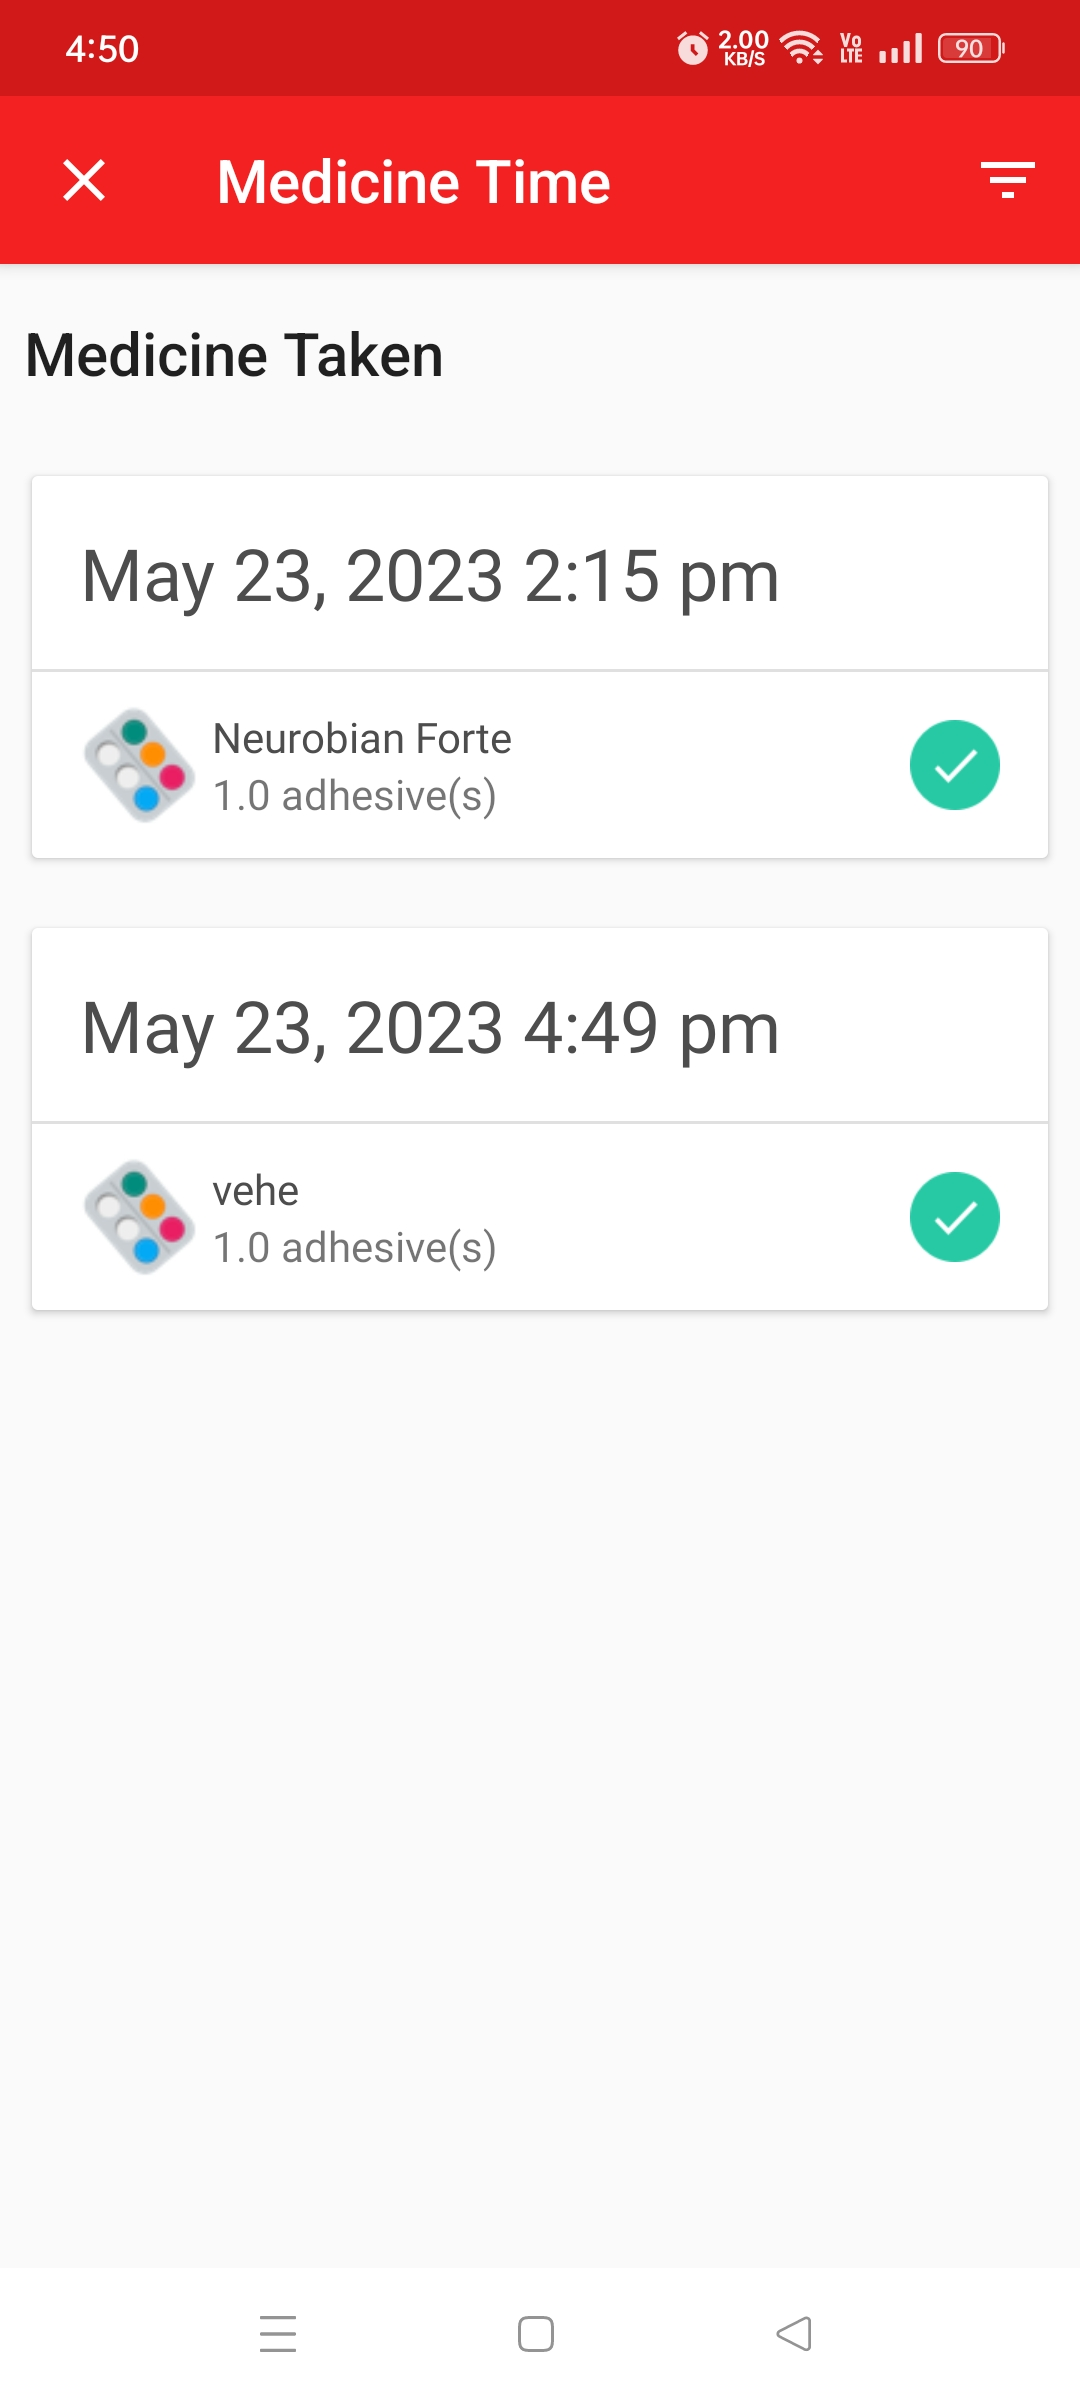 4:50
2.00
KB/S
Vo
LTE
90
Medicine Time
Medicine Taken
May 23, 2023 2:15 pm
Neurobian Forte
1.0 adhesive(s)
May 23, 2023 4:49 pm
vehe
1.0 adhesive(s)